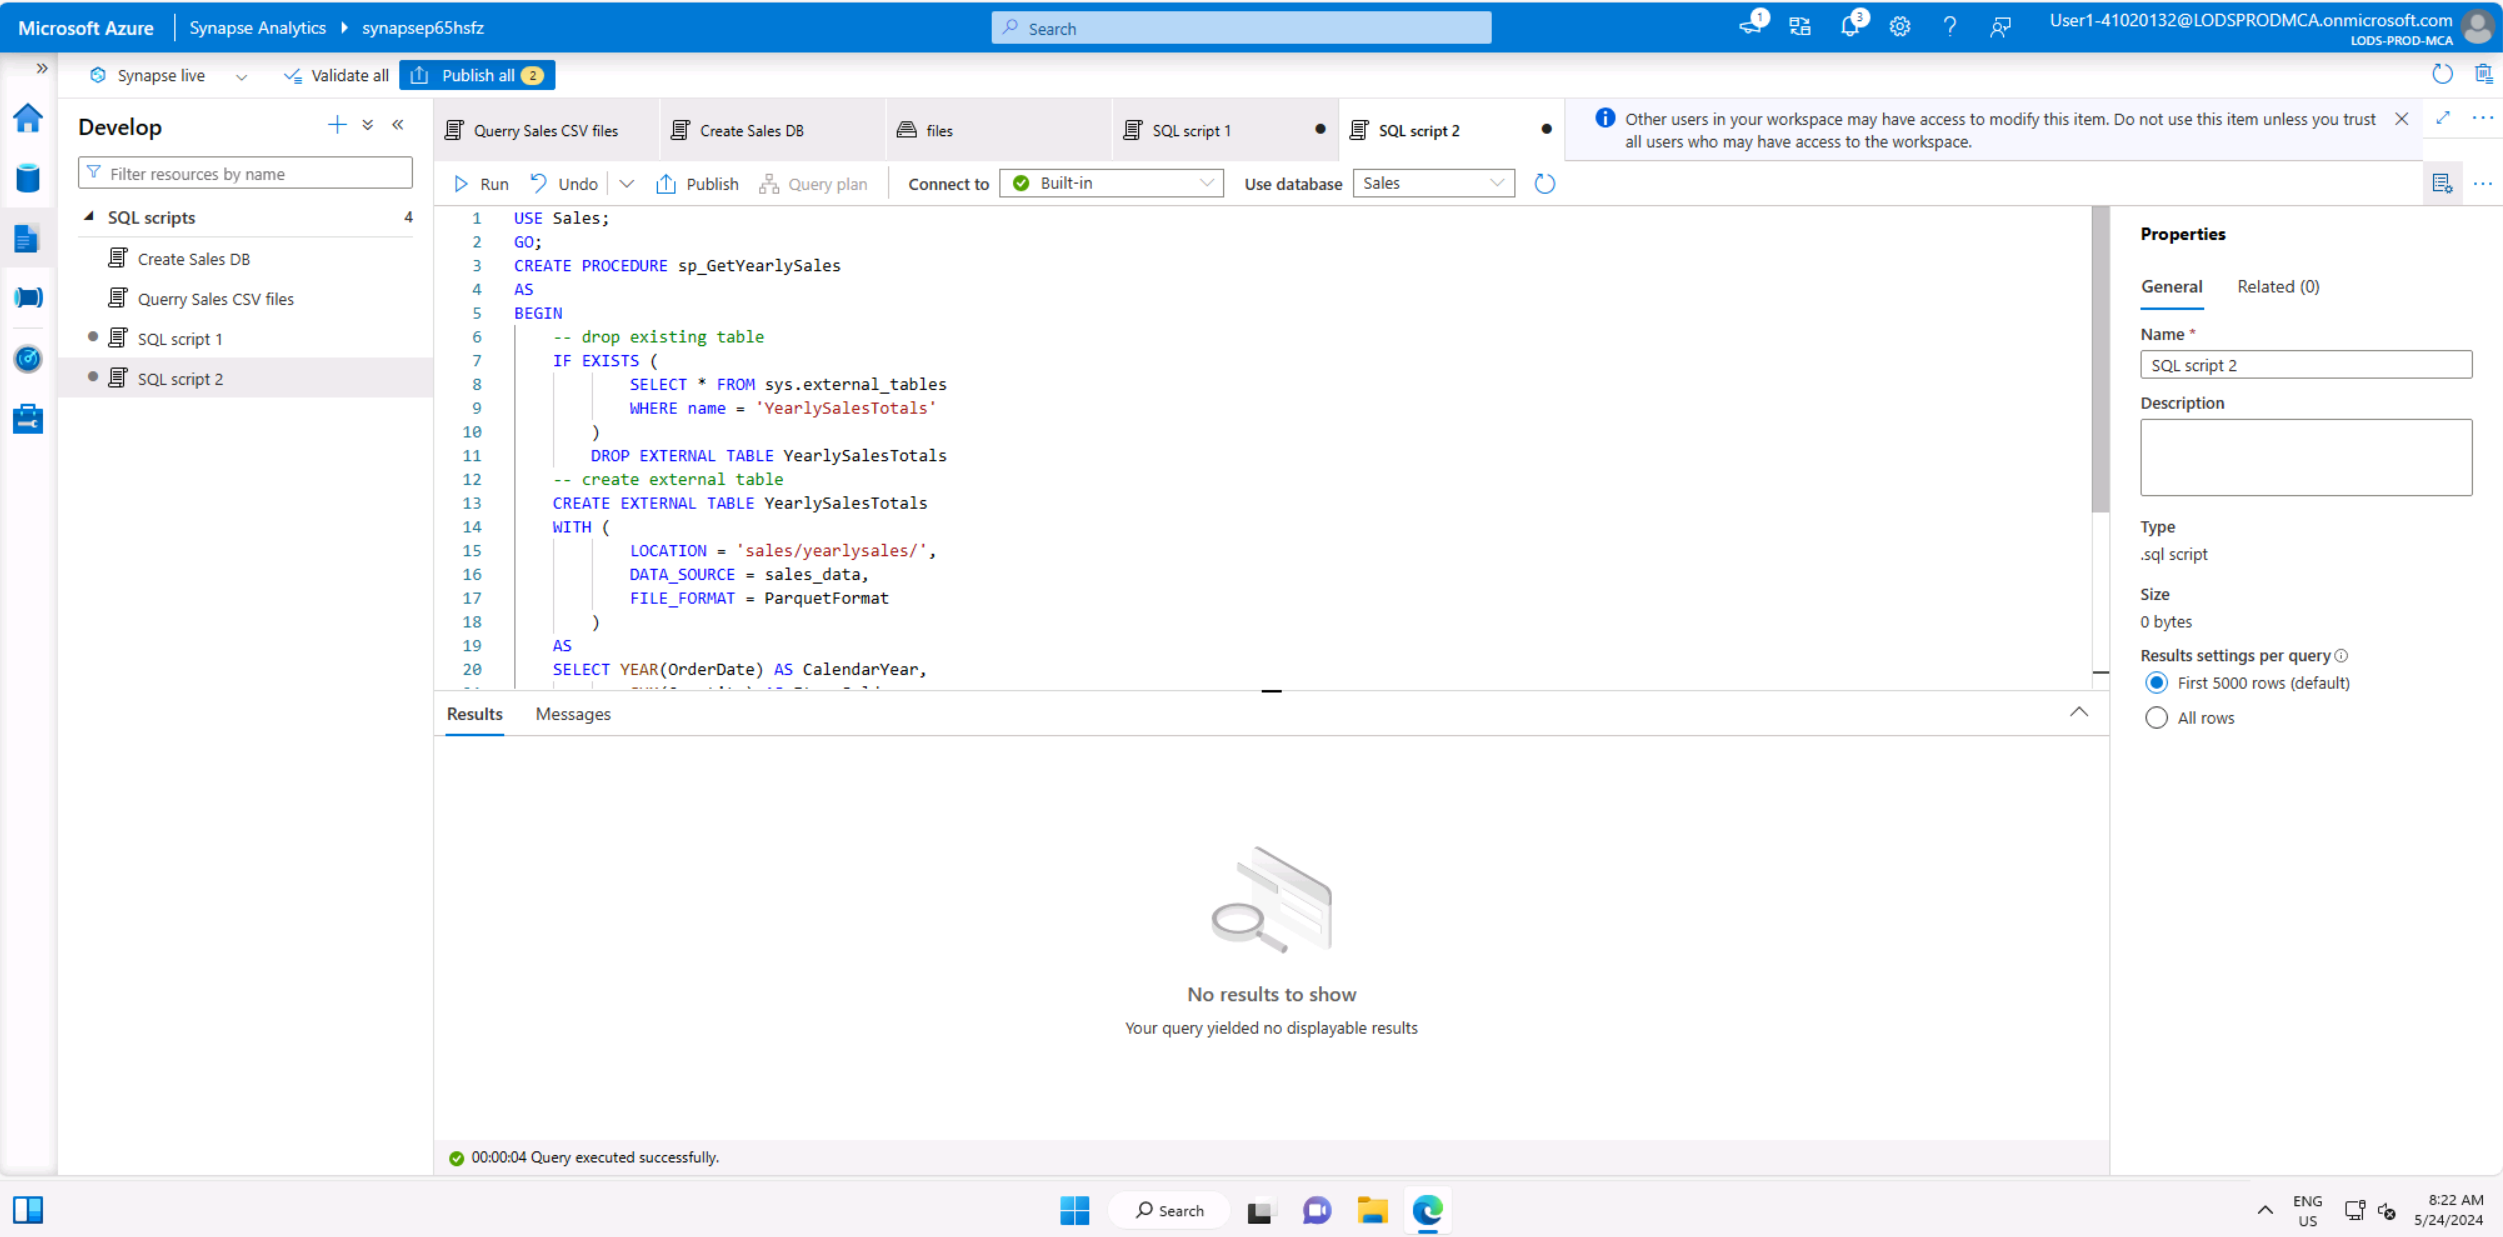 Microsoft Azure
Synapse Analytics
synapsep65hsfz
Search
1
3
User1-41020132@LODSPRODMCA.onmicrosoft.com
LODS-PROD-MCA
Synapse live
Validate all
Publish all 2
Develop
Filter resources by name
SQL scripts 4
Create Sales DB
Querry Sales CSV files
SQL script 1
SQL script 2
Querry Sales CSV files
Create Sales DB
files
SQL script 1
SQL script 2
Other users in your workspace may have access to modify this item. Do not use this item unless you trust
all users who may have access to the workspace.
Run
Undo
Publish
Query plan
Connect to
Built-in
Use database
Sales
1 USE Sales;
2 GO;
3 CREATE PROCEDURE sp_GetYearlySales
4 AS
5 BEGIN
6 -- drop existing table
7 IF EXISTS (
8 SELECT * FROM sys.external_tables
9 WHERE name = 'YearlySalesTotals'
10 )
11 DROP EXTERNAL TABLE YearlySalesTotals
12 -- create external table
13 CREATE EXTERNAL TABLE YearlySalesTotals
14 WITH (
15 LOCATION = 'sales/yearlysales/',
16 DATA_SOURCE = sales_data,
17 FILE_FORMAT = ParquetFormat
18 )
19 AS
20 SELECT YEAR(OrderDate) AS CalendarYear,
Results
Messages
No results to show
Your query yielded no displayable results
00:00:04 Query executed successfully.
Properties
General
Related (0)
Name *
SQL script 2
Description
Type
.sql script
Size
0 bytes
Results settings per query
First 5000 rows (default)
All rows
Search
ENG
US
8:22 AM
5/24/2024